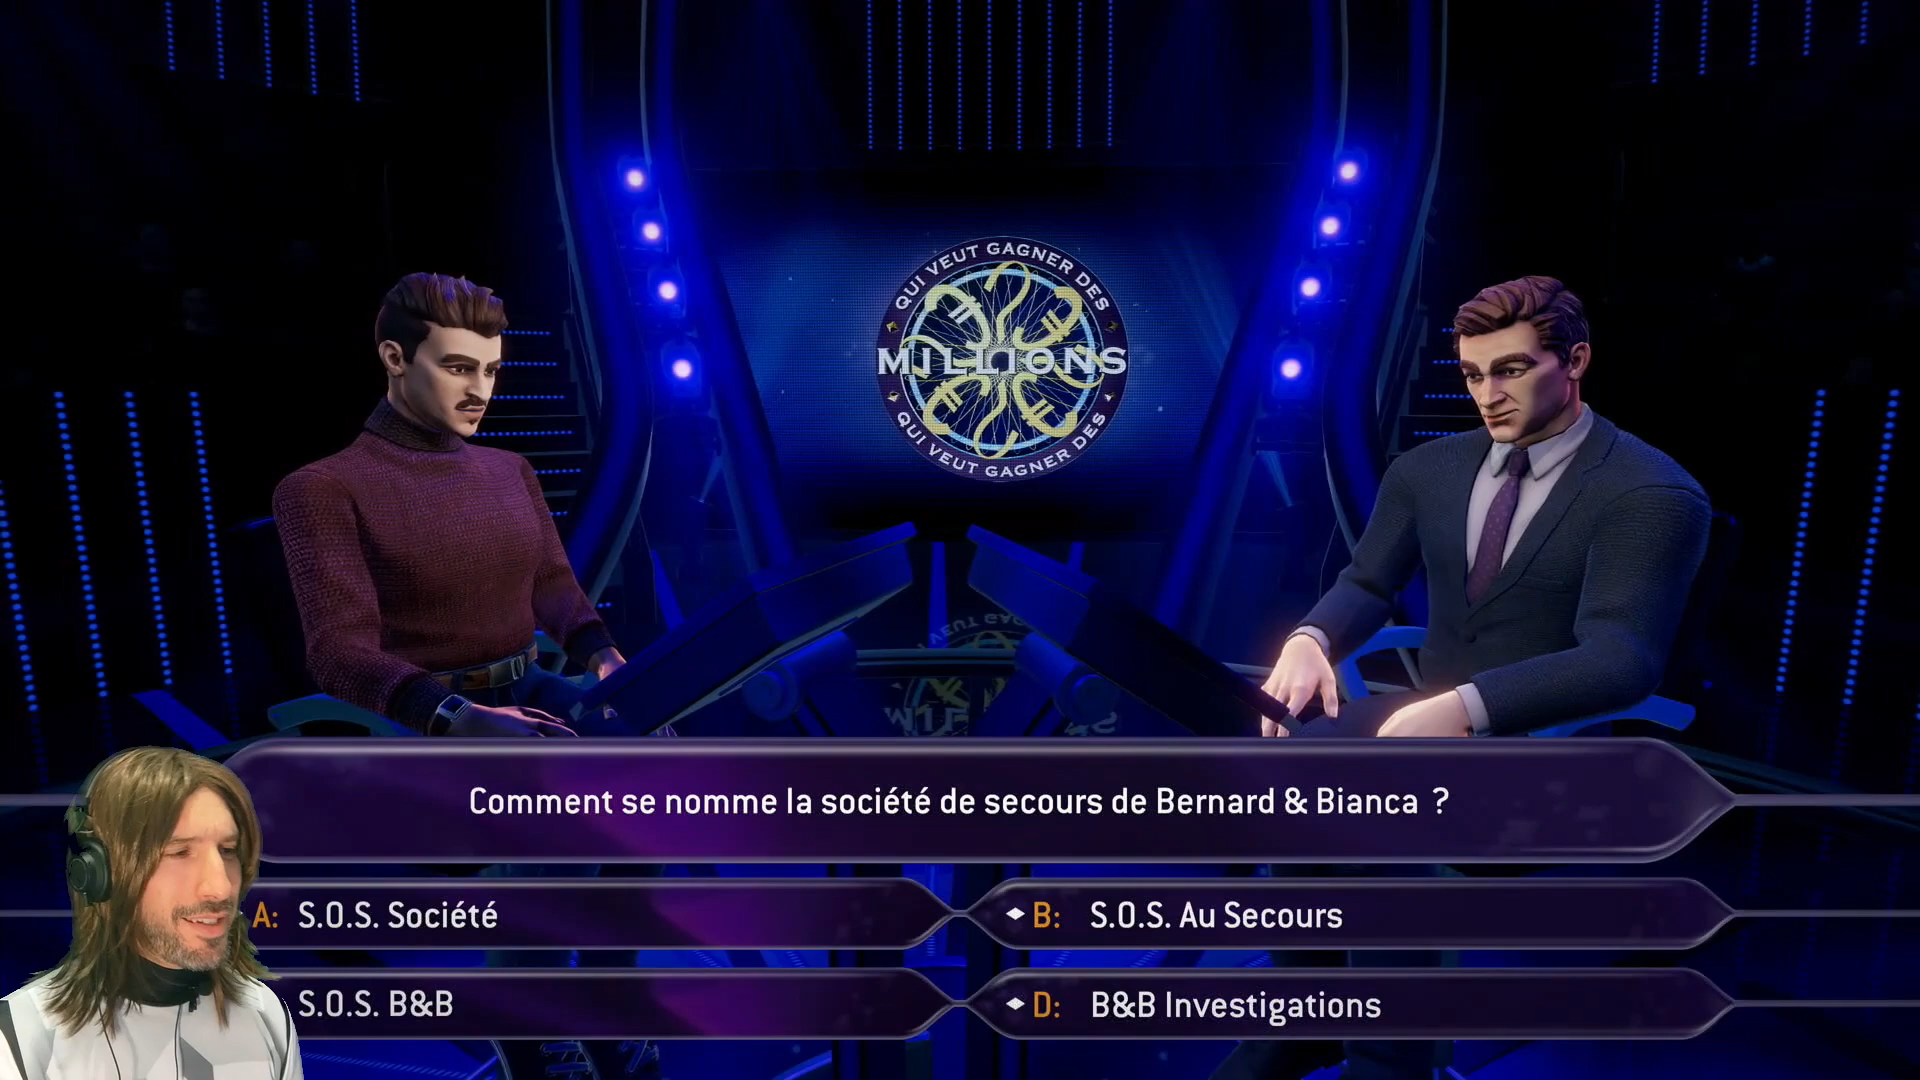 QUI VEUT GAGNER DES
MILLIONS
QUI VEUT GAGNER DES
Comment se nomme la société de secours de Bernard & Bianca ?
A: S.O.S. Société
B: S.O.S. Au Secours
S.O.S. B&B
D: B&B Investigations